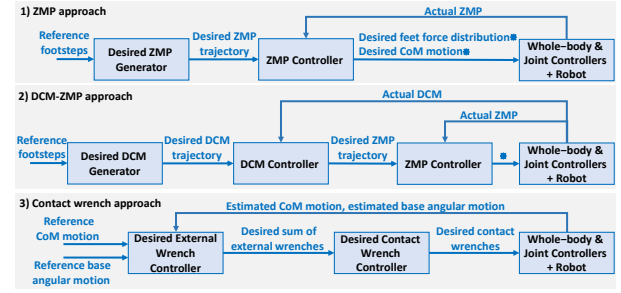 1) ZMP approach
Actual ZMP
Reference
footsteps
Desired ZMP
Generator
Desired ZMP
trajectory
ZMP Controller
Desired feet force distribution*
Desired CoM motion*
Whole-body &
Joint Controllers
+ Robot
2) DCM-ZMP approach
Actual DCM
Actual ZMP
Reference
footsteps
Desired DCM
Generator
Desired DCM
trajectory
DCM Controller
Desired ZMP
trajectory
ZMP Controller
*
Whole-body &
Joint Controllers
+ Robot
3) Contact wrench approach
Estimated CoM motion, estimated base angular motion
Reference
CoM motion
Reference base
angular motion
Desired External
Wrench
Controller
Desired sum of
external wrenches
Desired Contact
Wrench
Controller
Desired contact
wrenches
Whole-body &
Joint Controllers
+ Robot